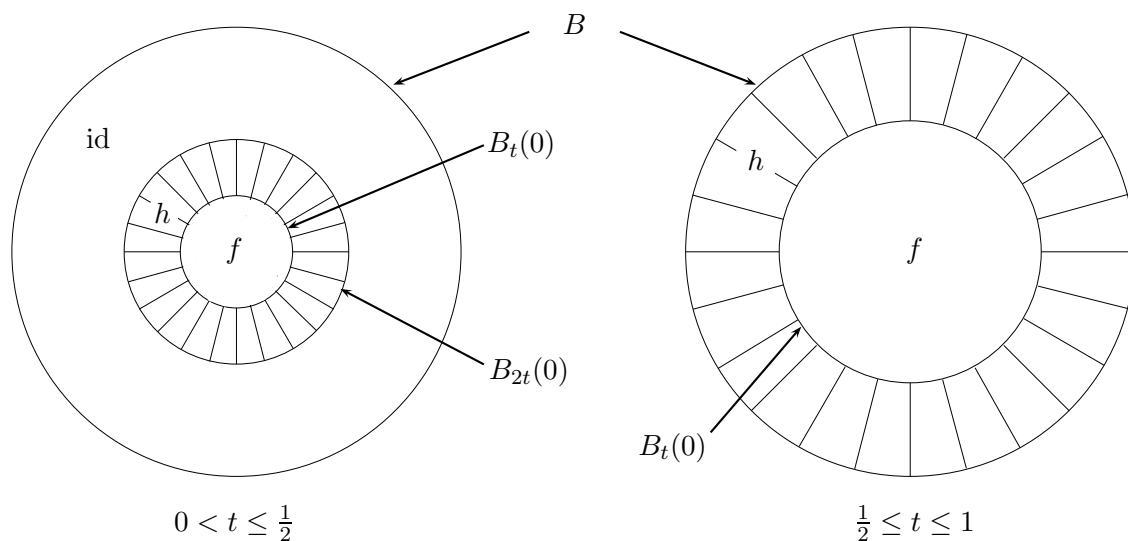 B
id
B_t(0)
h
h
f
f
B_{2t}(0)
B_t(0)
0 < t ≤ 1/2
1/2 ≤ t ≤ 1